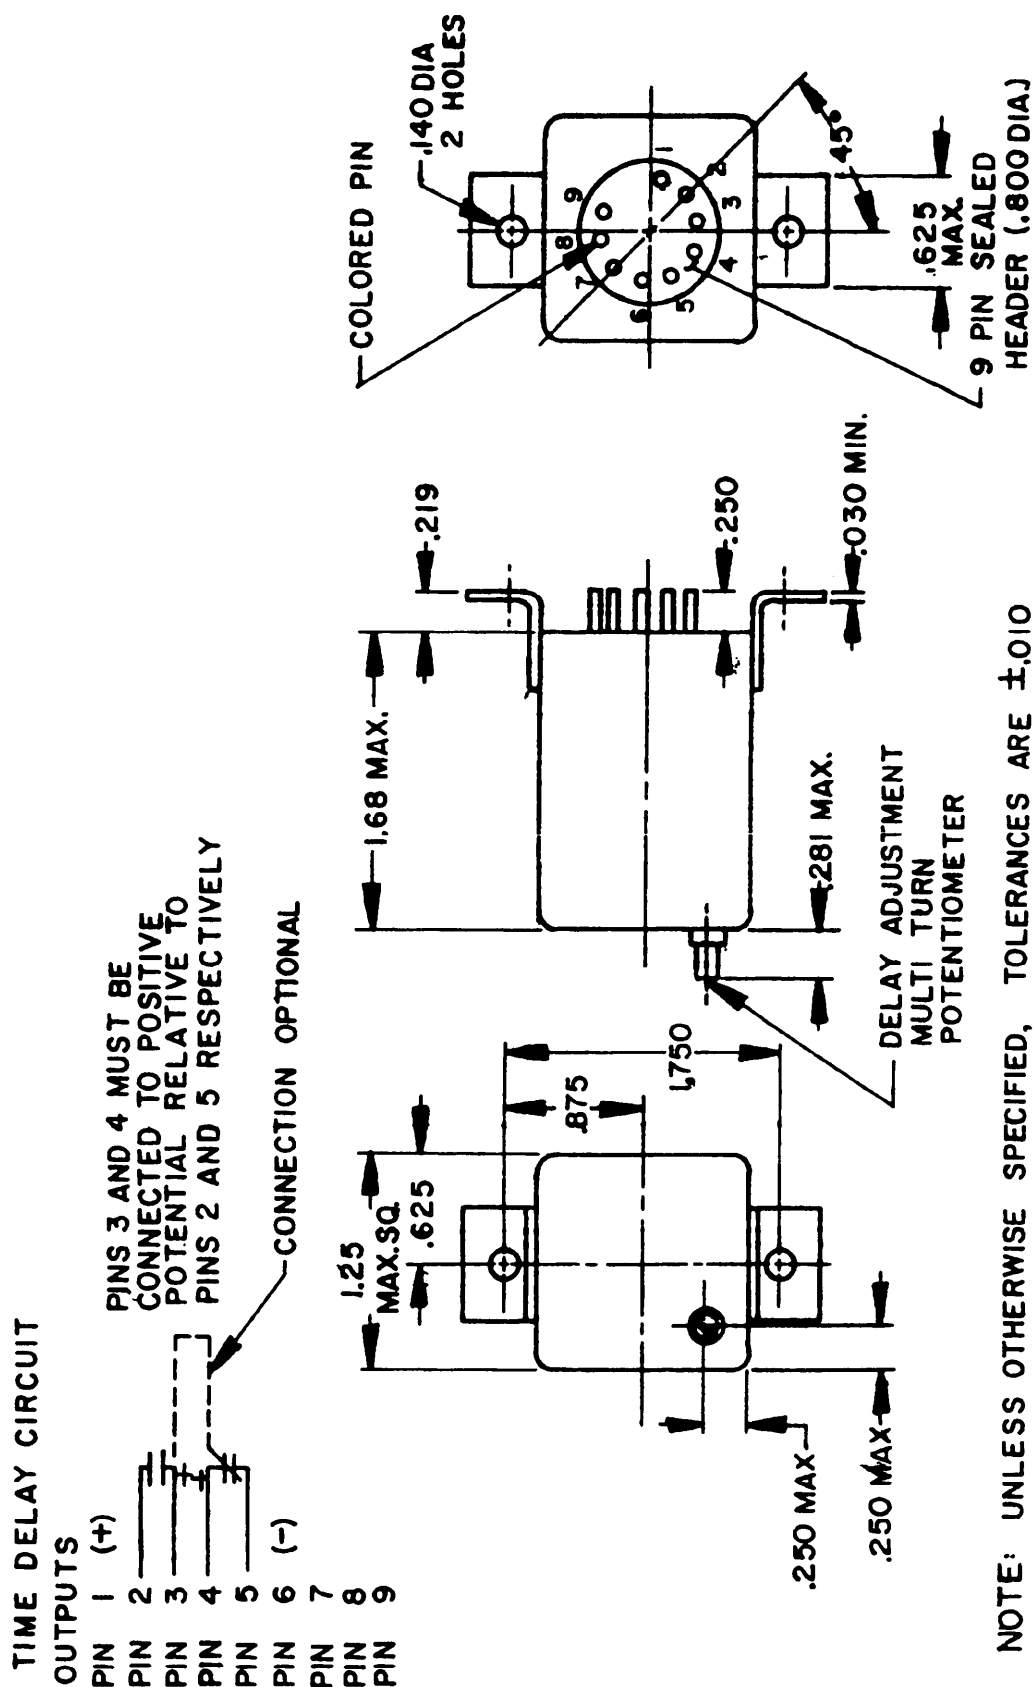 TIME DELAY CIRCUIT
OUTPUTS
PIN 1 (+)
PIN 2
PIN 3
PIN 4
PIN 5
PIN 6 (-)
PIN 7
PIN 8
PIN 9
PINS 3 AND 4 MUST BE
CONNECTED TO POSITIVE
POTENTIAL RELATIVE TO
PINS 2 AND 5 RESPECTIVELY
CONNECTION OPTIONAL
1.25
MAX. SQ.
.625
.875
1.750
.250 MAX
.250 MAX
1.68 MAX.
.219
.250
.030 MIN.
.281 MAX.
DELAY ADJUSTMENT
MULTI TURN
POTENTIOMETER
COLORED PIN
.140 DIA
2 HOLES
1
2
3
4
5
6
7
8
9
45°
.625
MAX.
9 PIN SEALED
HEADER (.800 DIA)
NOTE: UNLESS OTHERWISE SPECIFIED, TOLERANCES ARE ±.010